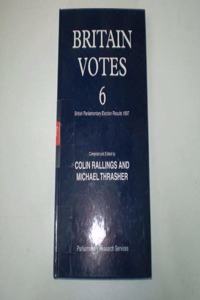 BRITAIN
VOTES
6
British Parliamentary Election Results 1997
Compiled and Edited by
COLIN RALLINGS AND
MICHAEL THRASHER
Parliamentary Research Services